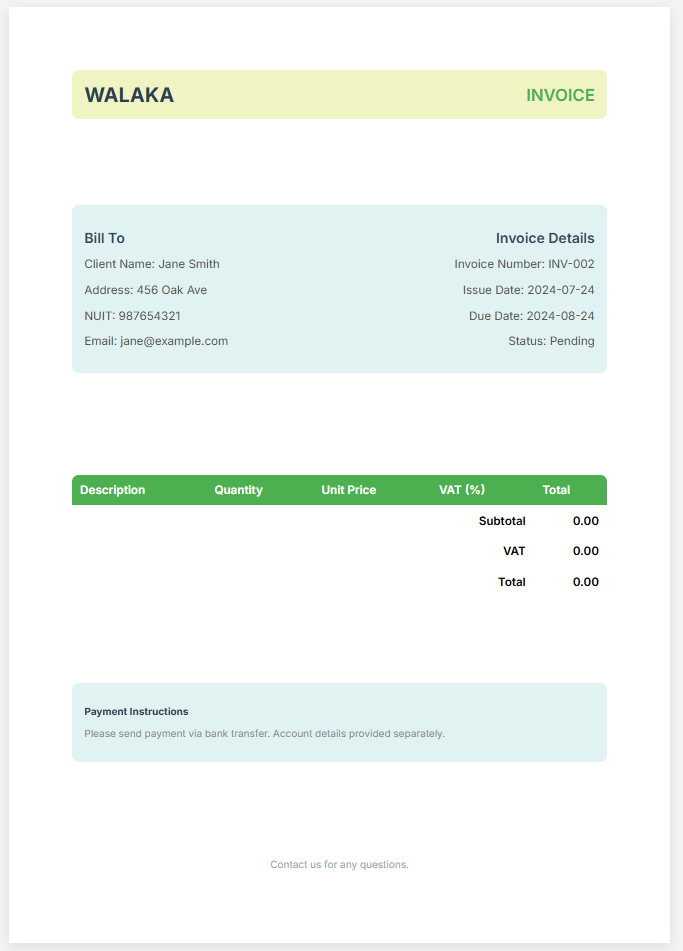 WALAKA INVOICE
Bill To Invoice Details
Client Name: Jane Smith Invoice Number: INV-002
Address: 456 Oak Ave Issue Date: 2024-07-24
NUIT: 987654321 Due Date: 2024-08-24
Email: jane@example.com Status: Pending
Description Quantity Unit Price VAT (%) Total
Subtotal 0.00
VAT 0.00
Total 0.00
Payment Instructions
Please send payment via bank transfer. Account details provided separately.
Contact us for any questions.